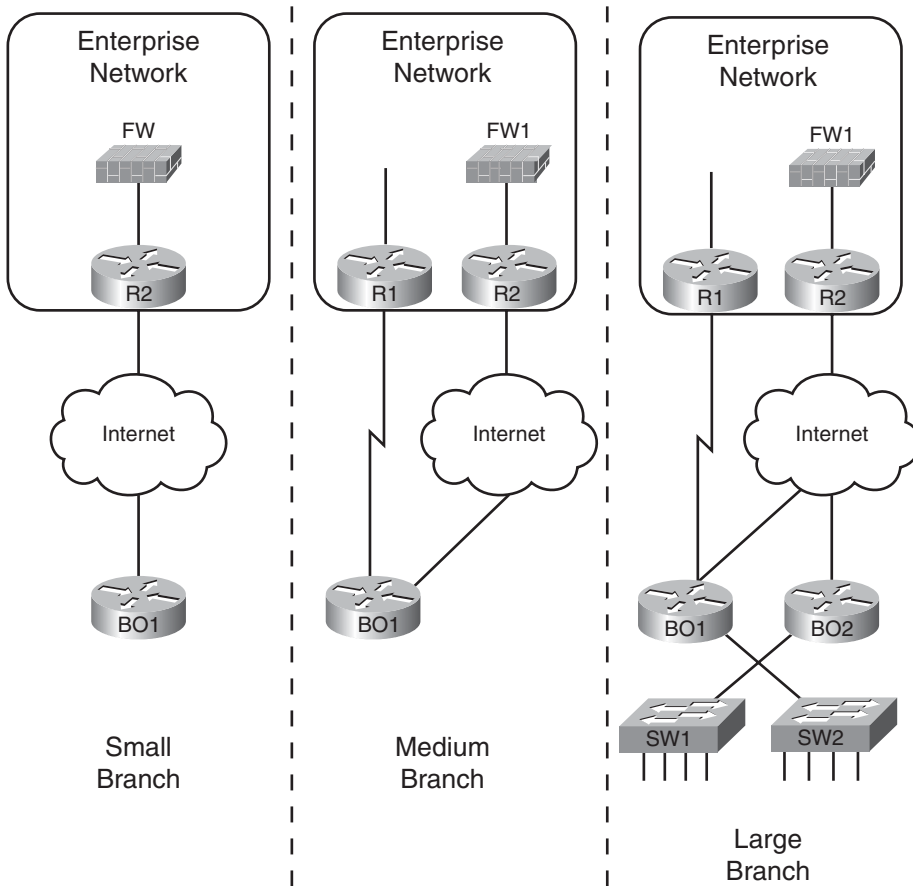 Enterprise
Network
FW
R2
Internet
BO1
Small
Branch
Enterprise
Network
FW1
R1
R2
Internet
BO1
Medium
Branch
Enterprise
Network
FW1
R1
R2
Internet
BO1
BO2
SW1
SW2
Large
Branch